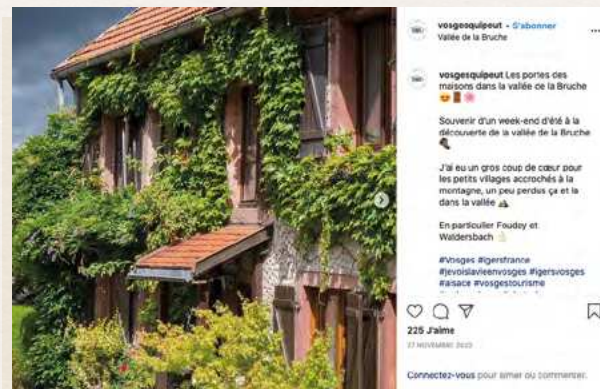 vosgesquipeut • S'abonner
Vallée de la Bruche
vosgesquipeut Les portes des
maisons dans la vallée de la Bruche
Souvenir d'un week-end d'été à la
découverte de la vallée de la Bruche
J'ai eu un gros coup de cœur pour
les petits villages accrochés à la
montagne, un peu perdus ça et là
dans la vallée
En particulier Fouday et
Waldersbach
#Vosges #igersfrance
#jevoislavieenvosges #igersvosges
#alsace #vosgestourisme
225 J'aime
27 NOVEMBRE 2020
Connectez-vous pour aimer ou commenter.